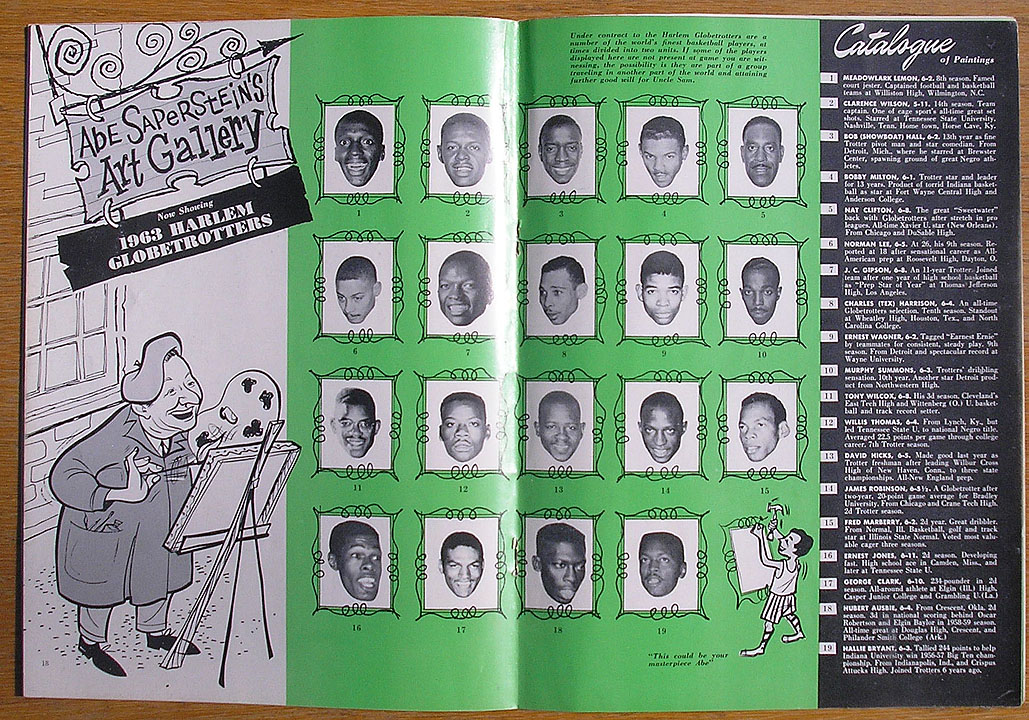 Abe Saperstein's
Art Gallery
Now Showing
1963 HARLEM
GLOBETROTTERS
18
Under contract to the Harlem Globetrotters are a
number of the world's finest basketball players, at
times divided into two units. If some of the players
displayed here are not present at game you are wit-
nessing, the possibility is they are part of a group
traveling in another part of the world and attaining
further good will for Uncle Sam.
1 2 3 4 5
6 7 8 9 10
11 12 13 14 15
16 17 18 19
"This could be your
masterpiece Abe"
Catalogue
of Paintings
1 MEADOWLARK LEMON, 6-2. 8th season. Famed
court jester. Captained football and basketball
teams at Williston High, Wilmington, N.C.
2 CLARENCE WILSON, 5-11. 14th season. Team
captain. One of cage sport's all-time great set
shots. Starred at Tennessee State University,
Nashville, Tenn. Home town, Horse Cave, Ky.
3 BOB (SHOWBOAT) HALL, 6-2. 13th year as fine
Trotter pivot man and star comedian. From
Detroit, Mich., where he starred at Brewster
Center, spawning ground of great Negro ath-
letes.
4 BOBBY MILTON, 6-1. Trotter star and leader
for 13 years. Product of torrid Indiana basket-
ball as star at Fort Wayne Central High and
Anderson College.
5 NAT CLIFTON, 6-8. The great "Sweetwater"
back with Globetrotters after stretch in pro
leagues. All-time Xavier U. star (New Orleans).
From Chicago and DuSable High.
6 NORMAN LEE, 6-5. At 26, his 9th season. Re-
ported at 18 after sensational career as All-
American prep at Roosevelt High, Dayton, O.
7 J. C. GIPSON, 6-8. An 11-year Trotter. Joined
team after one year of high school basketball
as "Prep Star of Year" at Thomas Jefferson
High, Los Angeles.
8 CHARLES (TEX) HARRISON, 6-4. An all-time
Globetrotters selection. Tenth season. Standout
at Wheatley High, Houston, Tex., and North
Carolina College.
9 ERNEST WAGNER, 6-2. Tagged "Earnest Ernie"
by teammates for consistent, steady play. 9th
season. From Detroit and spectacular record at
Wayne University.
10 MURPHY SUMMONS, 6-3. Trotters' dribbling
sensation. 10th year. Another star Detroit prod-
uct from Northwestern High.
11 TONY WILCOX, 6-8. His 3d season. Cleveland's
East Tech High and Wittenberg (O.) U. basket-
ball and track record setter.
12 WILLIS THOMAS, 6-4. From Lynch, Ky., but
led Tennessee State U. to national Negro title.
Averaged 22.5 points per game through college
career. 7th Trotter season.
13 DAVID HICKS, 6-5. Made good last year as
Trotter freshman after leading Wilbur Cross
High of New Haven, Conn., to three state
championships. All-New England prep.
14 JAMES ROBINSON, 6-5½. A Globetrotter after
two-year, 20-point game average for Bradley
University. From Chicago and Crane Tech High.
2d Trotter season.
15 FRED MARBERRY, 6-2. 2d year. Great dribbler.
From Normal, Ill. Basketball, golf and track
star at Illinois State Normal. Voted most valu-
able cager three seasons.
16 ERNEST JONES, 6-11. 2d season. Developing
fast. High school ace in Camden, Miss., and
later at Tennessee State U.
17 GEORGE CLARK, 6-10. 234-pounder in 2d
season. All-around athlete at Elgin (Ill.) High,
Casper Junior College and Grambling U.(La.)
18 HUBERT AUSBIE, 6-4. From Crescent, Okla. 2d
season. 3d in national scoring behind Oscar
Robertson and Elgin Baylor in 1958-59 season.
All-time great at Douglas High, Crescent, and
Philander Smith College (Ark.)
19 HALLIE BRYANT, 6-3. Tallied 244 points to help
Indiana University win 1956-57 Big Ten cham-
pionship. From Indianapolis, Ind., and Crispus
Attucks High. Joined Trotters 6 years ago.